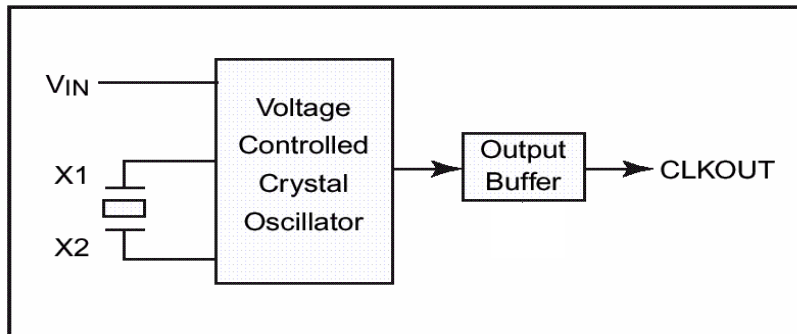 VIN
X1
X2
Voltage
Controlled
Crystal
Oscillator
Output
Buffer
CLKOUT